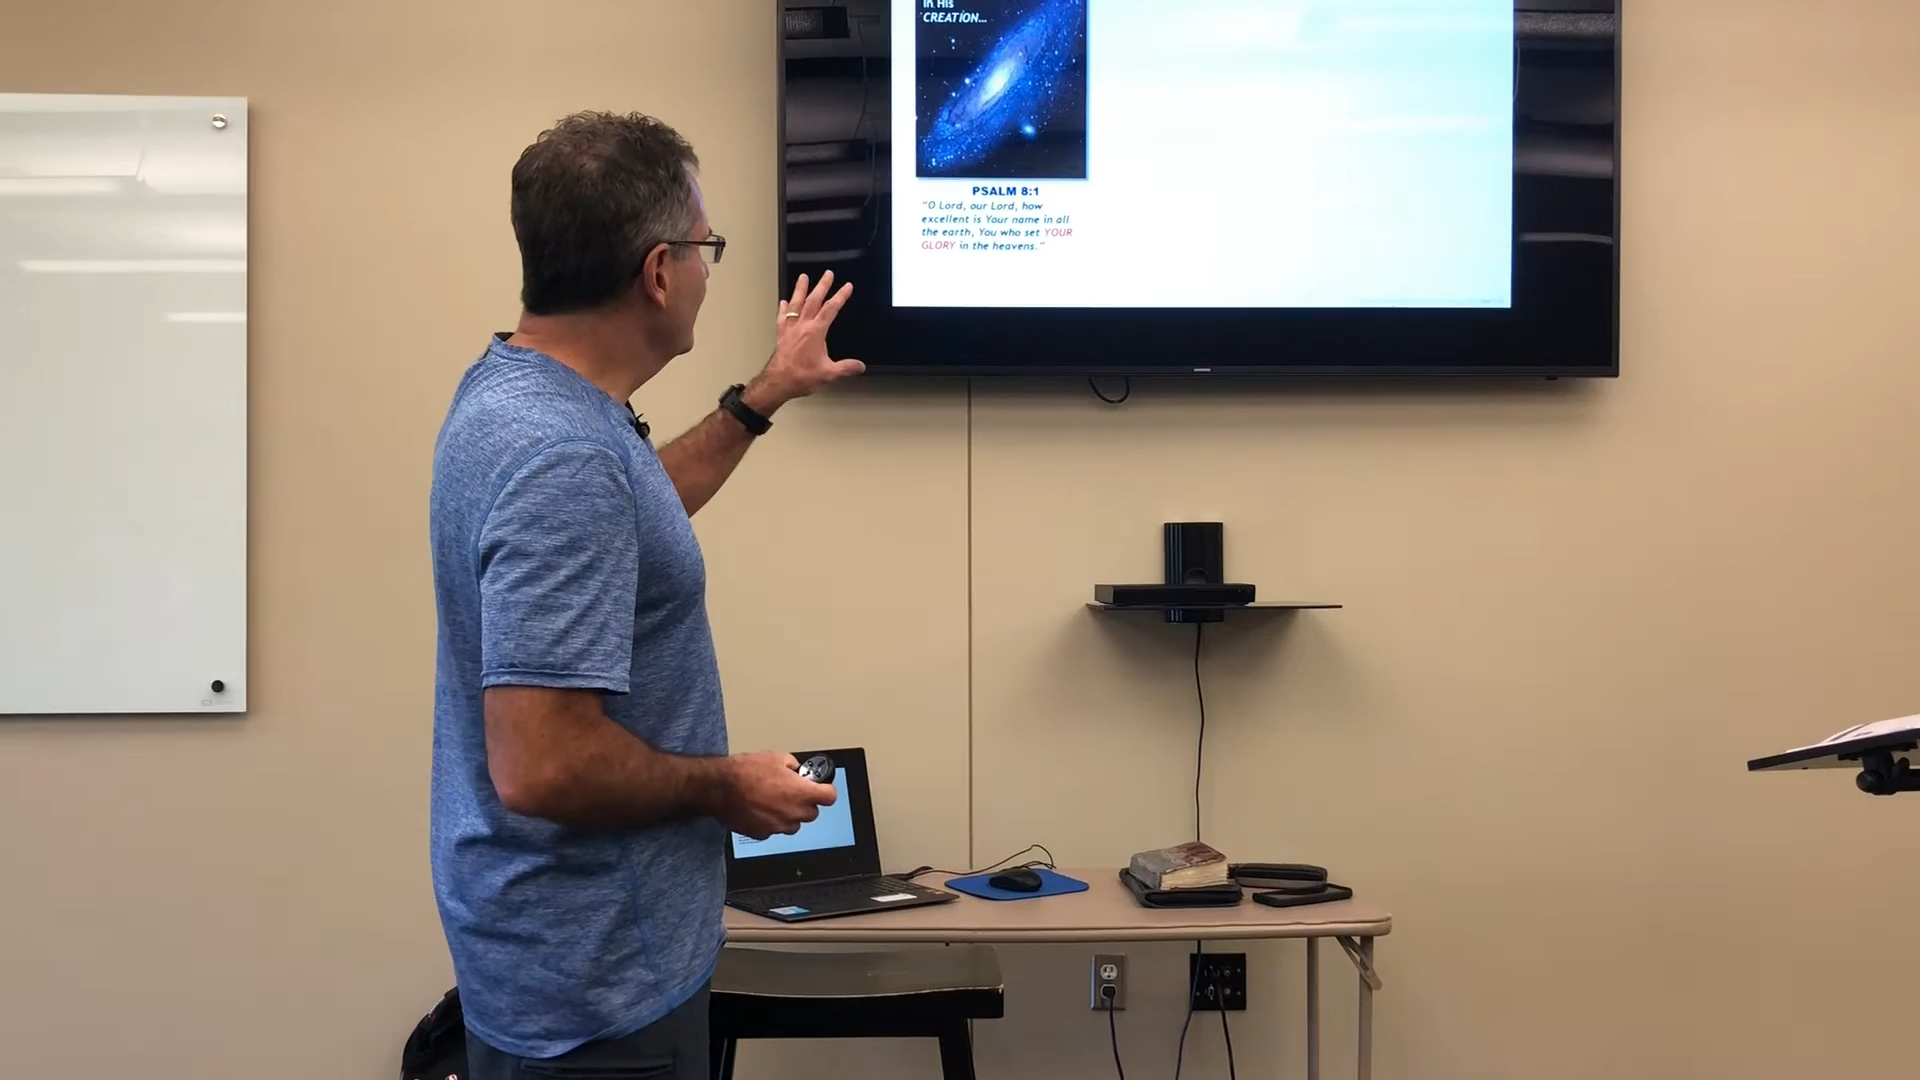 in His
CREATION...
PSALM 8:1
"O Lord, our Lord, how
excellent is Your name in all
the earth, You who set YOUR
GLORY in the heavens."